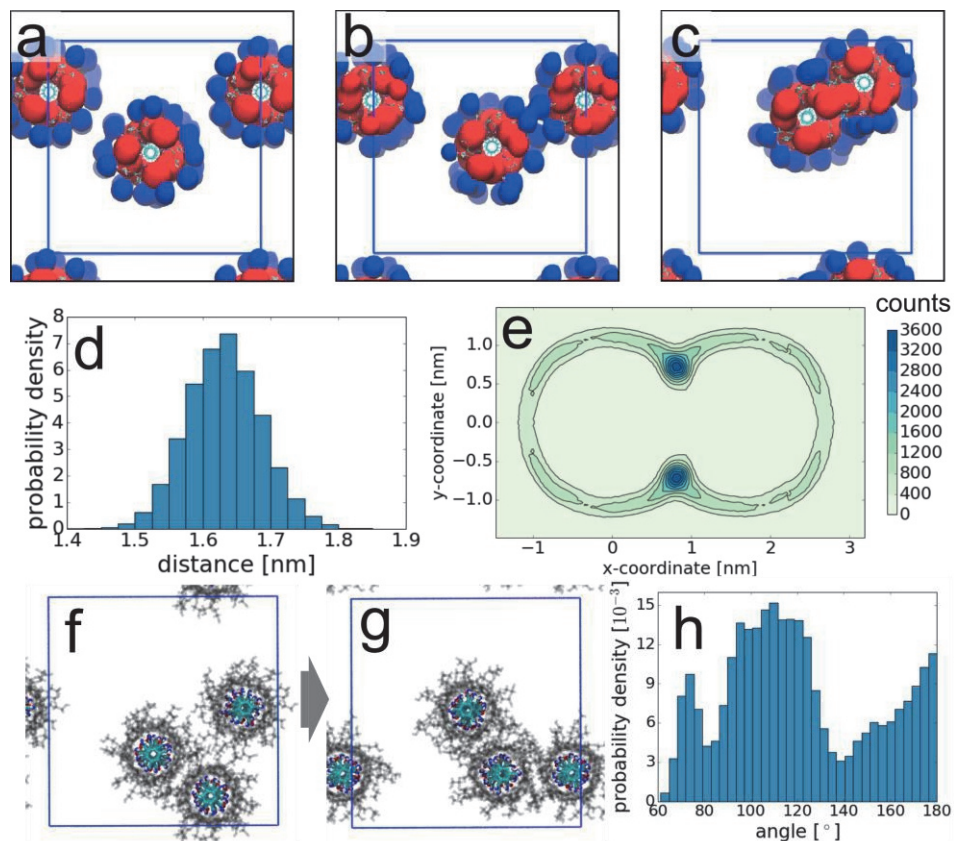 a
b
c
d
probability density
8
7
6
5
4
3
2
1
0
1.4 1.5 1.6 1.7 1.8 1.9
distance [nm]
e
counts
y-coordinate [nm]
1.0
0.5
0.0
−0.5
−1.0
−1 0 1 2 3
x-coordinate [nm]
3600
3200
2800
2400
2000
1600
1200
800
400
0
f
g
h
probability density [10⁻³]
15
12
9
6
3
0
60 80 100 120 140 160 180
angle [°]